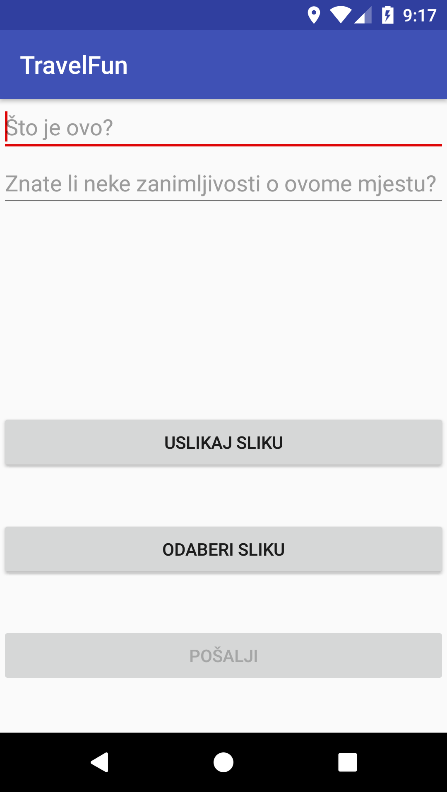 9:17
TravelFun
Što je ovo?
Znate li neke zanimljivosti o ovome mjestu?
USLIKAJ SLIKU
ODABERI SLIKU
POŠALJI